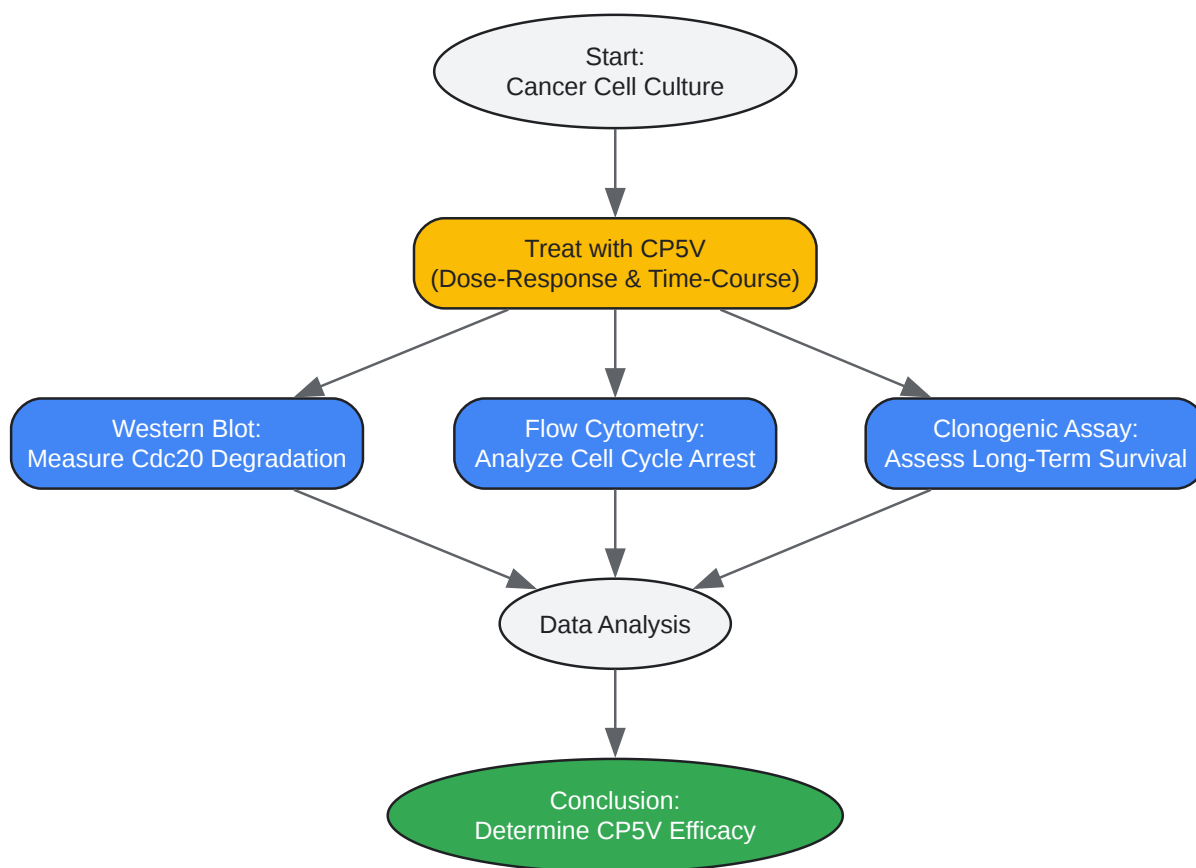 Start:
Cancer Cell Culture
Treat with CP5V
(Dose-Response & Time-Course)
Western Blot:
Measure Cdc20 Degradation
Flow Cytometry:
Analyze Cell Cycle Arrest
Clonogenic Assay:
Assess Long-Term Survival
Data Analysis
Conclusion:
Determine CP5V Efficacy